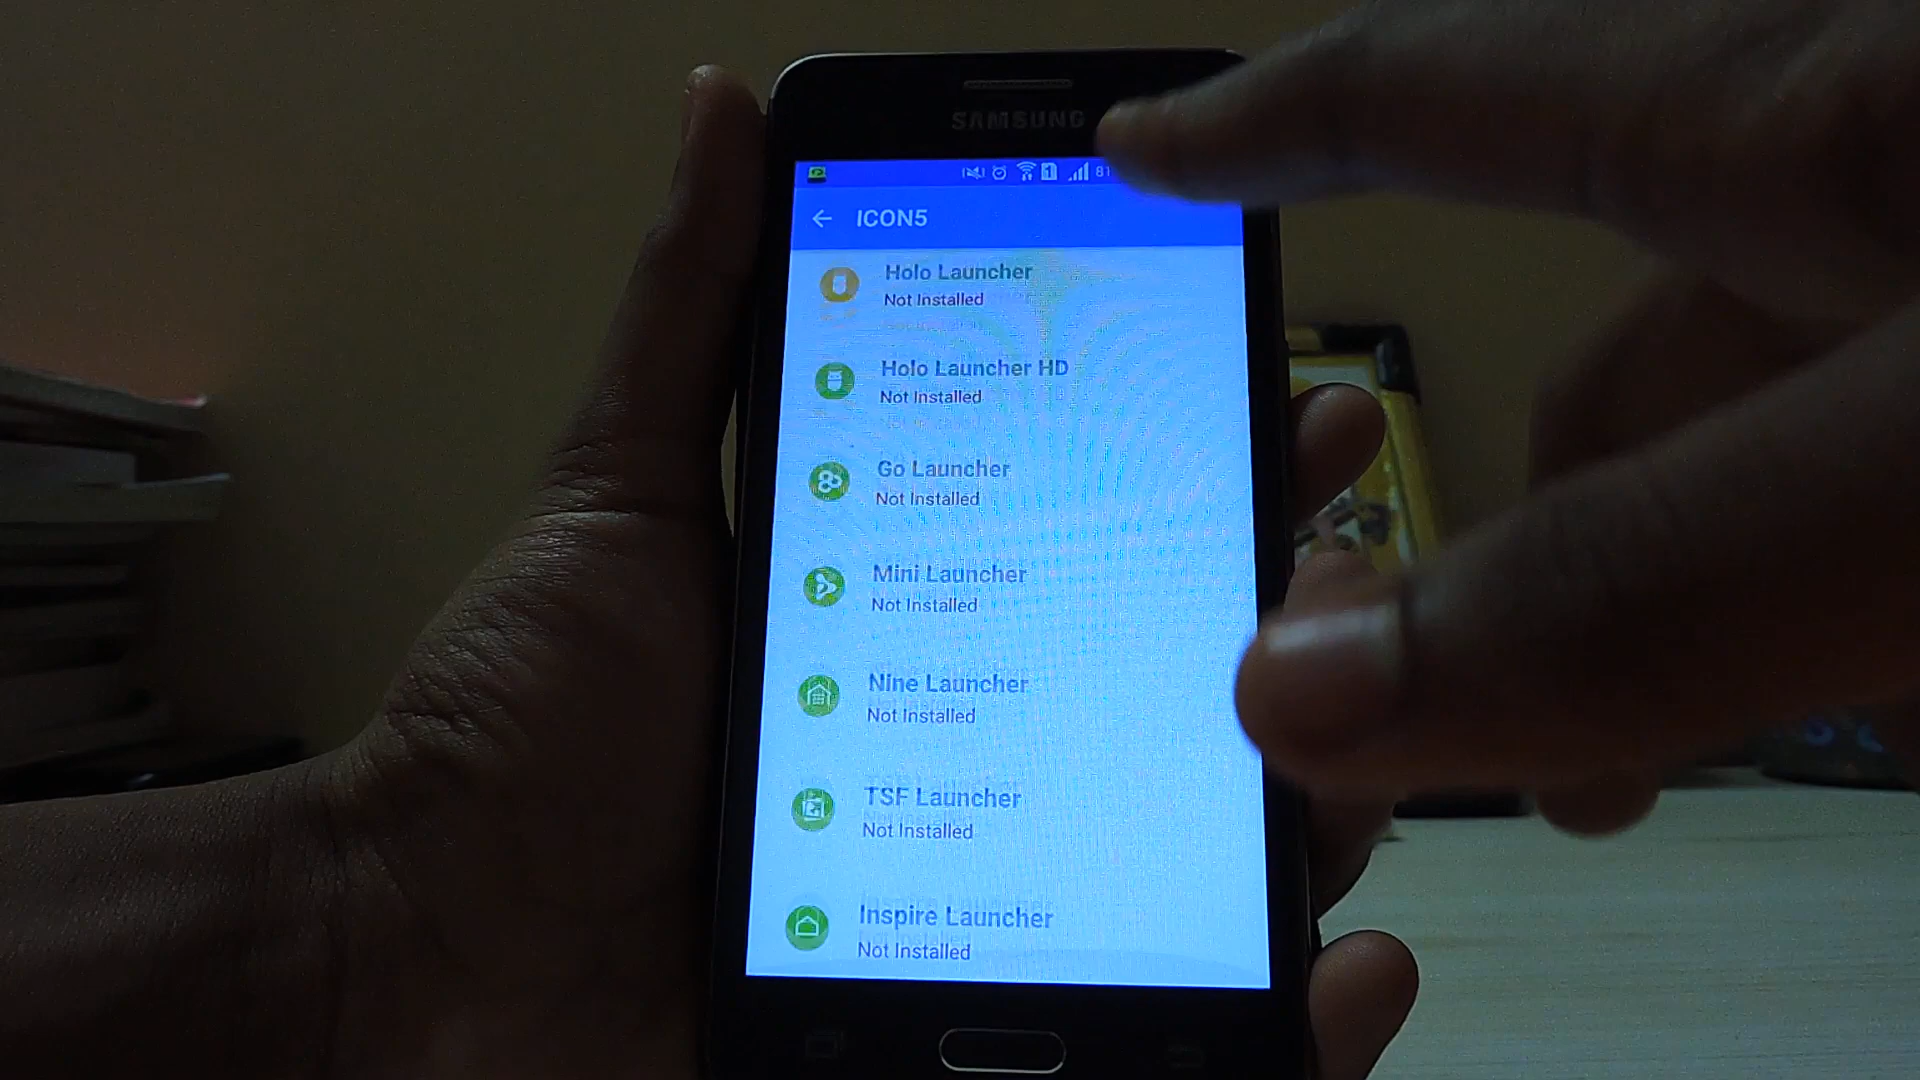 SAMSUNG
81
ICON5
Holo Launcher
Not Installed
Holo Launcher HD
Not Installed
Go Launcher
Not Installed
Mini Launcher
Not Installed
Nine Launcher
Not Installed
TSF Launcher
Not Installed
Inspire Launcher
Not Installed